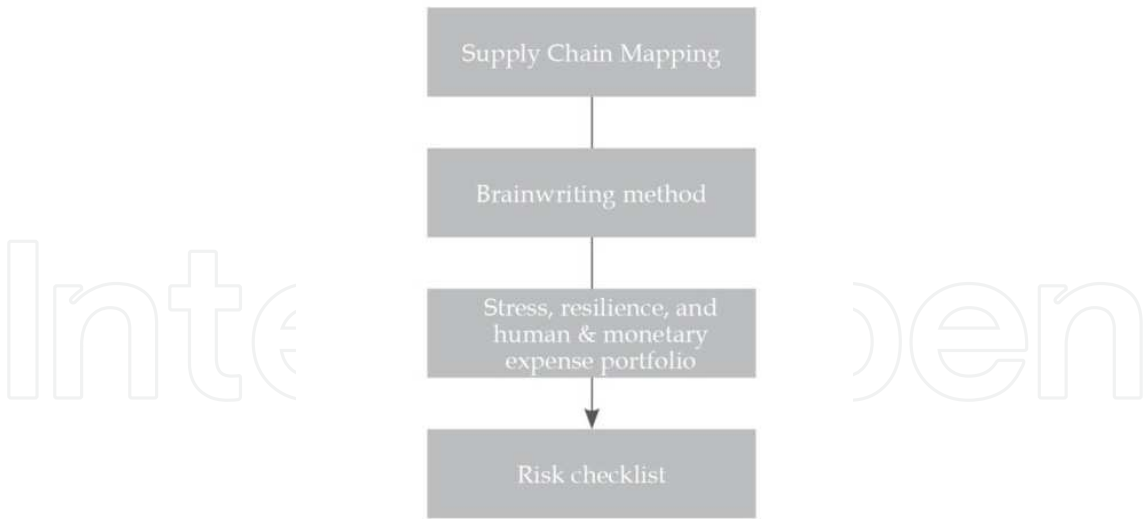 Supply Chain Mapping
Brainwriting method
Stress, resilience, and
human & monetary
expense portfolio
Risk checklist